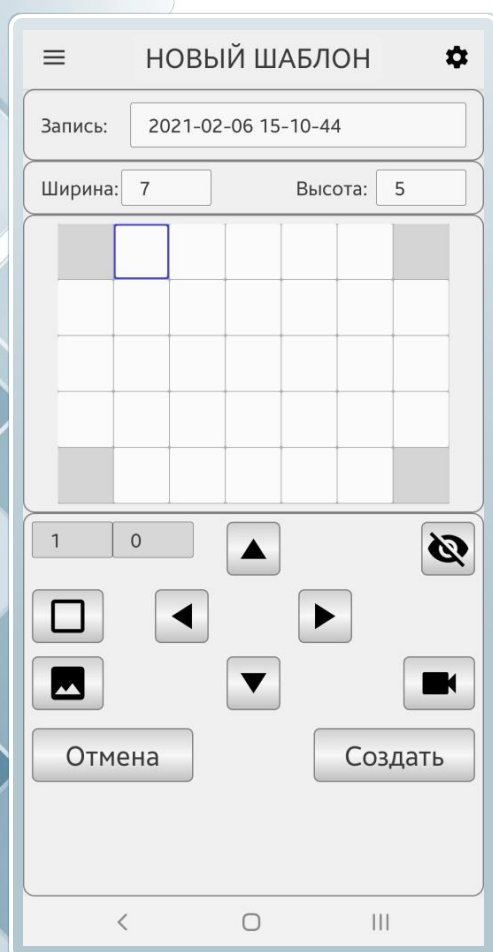 НОВЫЙ ШАБЛОН
Запись: 2021-02-06 15-10-44
Ширина: 7 Высота: 5
1 0
Отмена Создать